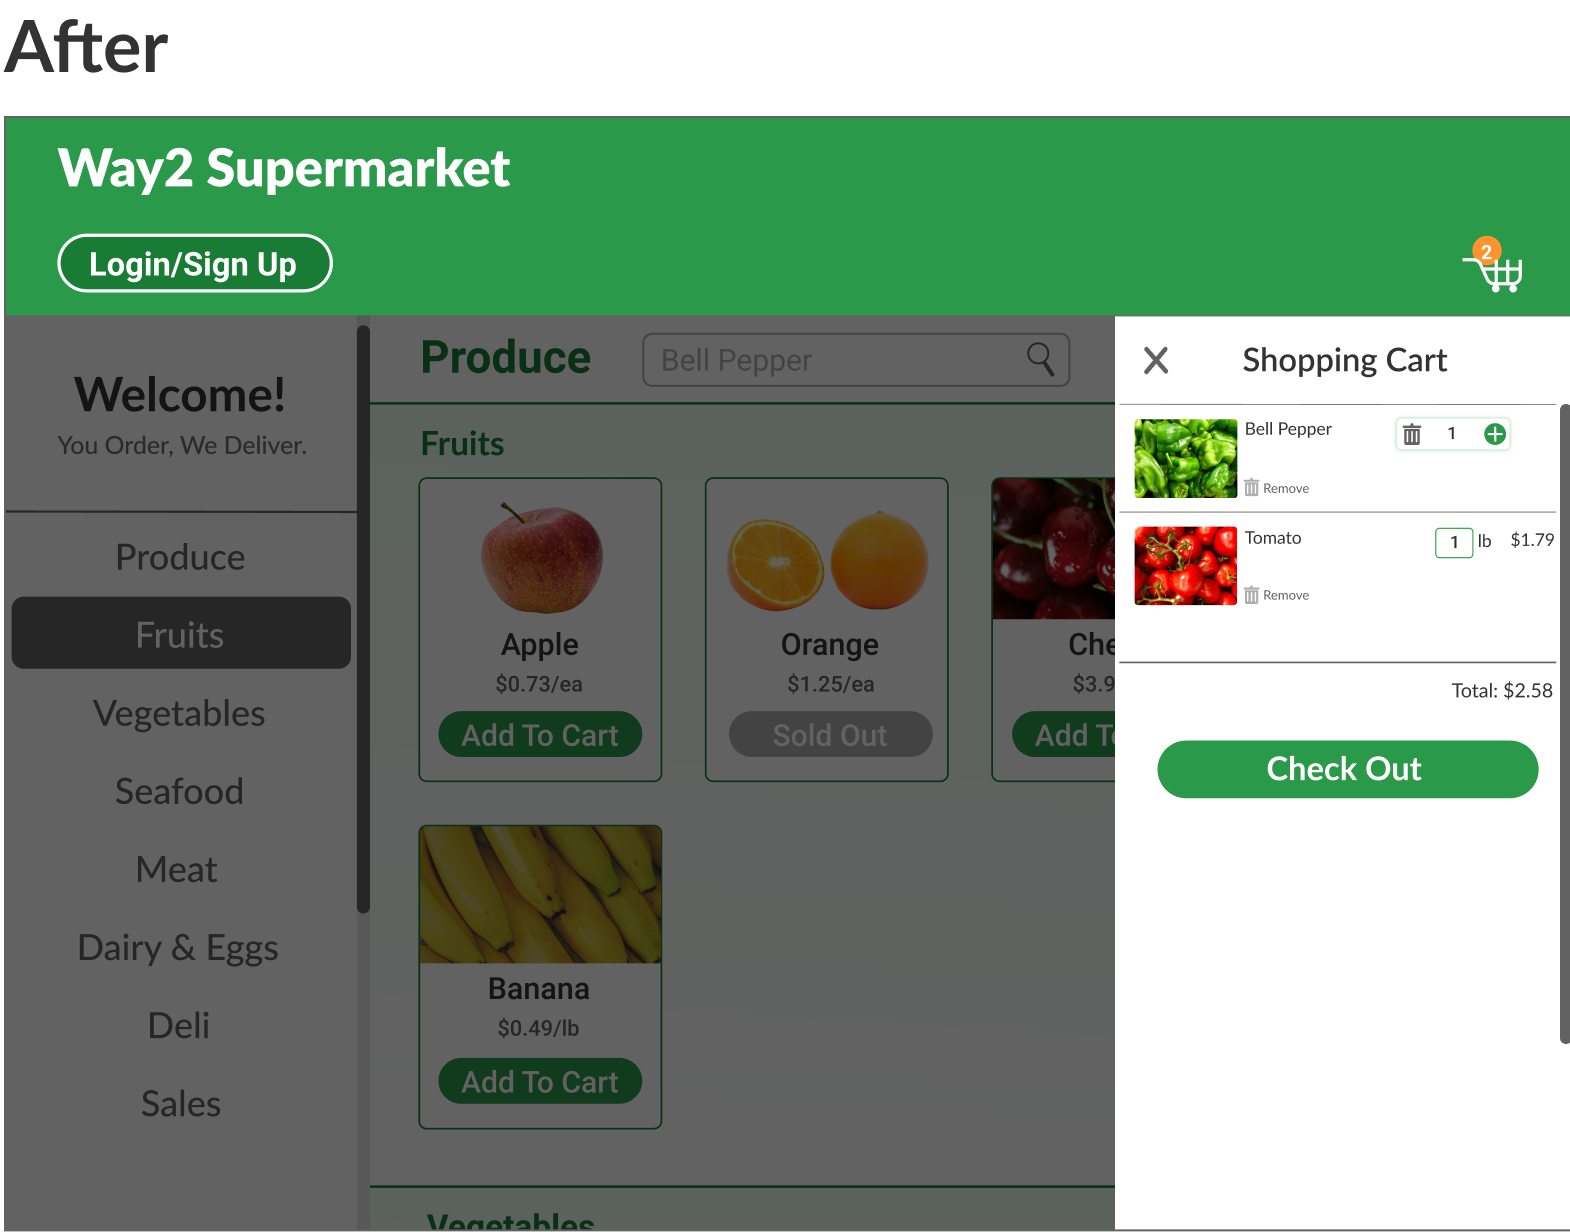 After
Way2 Supermarket
Login/Sign Up
2
Welcome!
You Order, We Deliver.
Produce
Fruits
Vegetables
Seafood
Meat
Dairy & Eggs
Deli
Sales
Produce
Bell Pepper
Fruits
Apple
$0.73/ea
Add To Cart
Orange
$1.25/ea
Sold Out
Che
$3.9
Add T
Banana
$0.49/lb
Add To Cart
Vegetables
Shopping Cart
Bell Pepper
1
Remove
Tomato
1 lb $1.79
Remove
Total: $2.58
Check Out